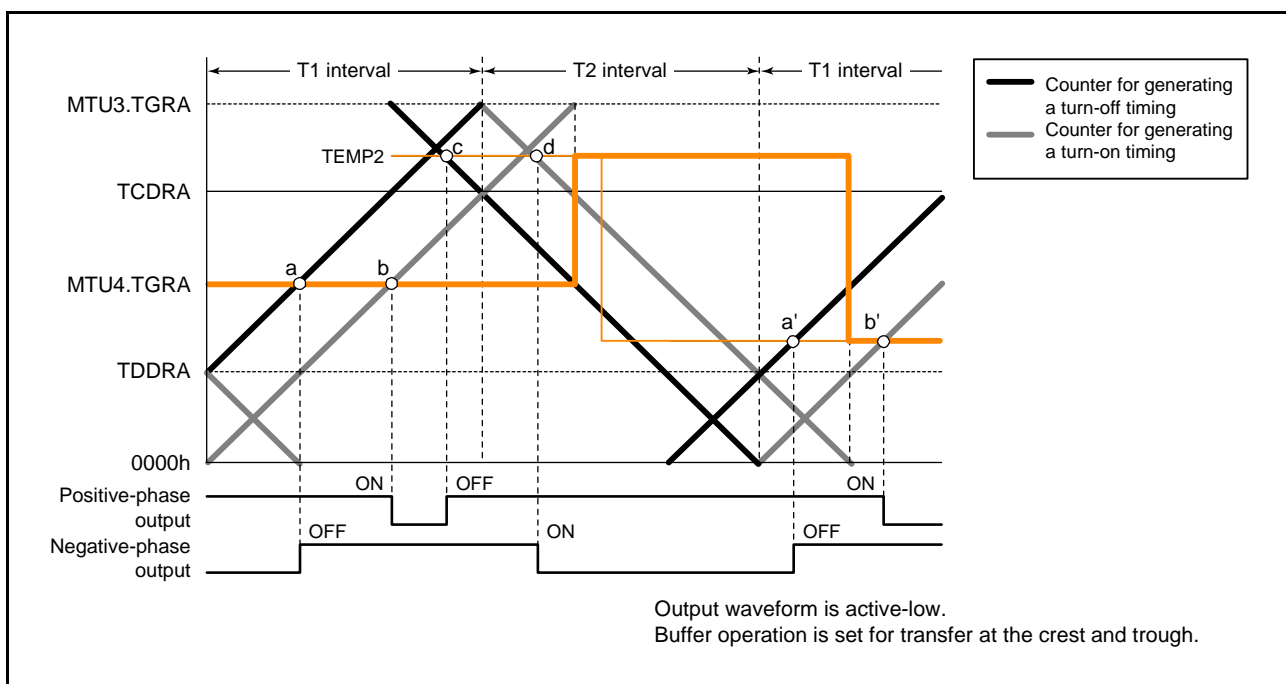 T1 interval
T2 interval
T1 interval
Counter for generating
a turn-off timing
Counter for generating
a turn-on timing
MTU3.TGRA
TEMP2
c
d
TCDRA
MTU4.TGRA
a
b
a'
b'
TDDRA
0000h
ON
OFF
ON
Positive-phase
output
OFF
ON
OFF
Negative-phase
output
Output waveform is active-low.
Buffer operation is set for transfer at the crest and trough.